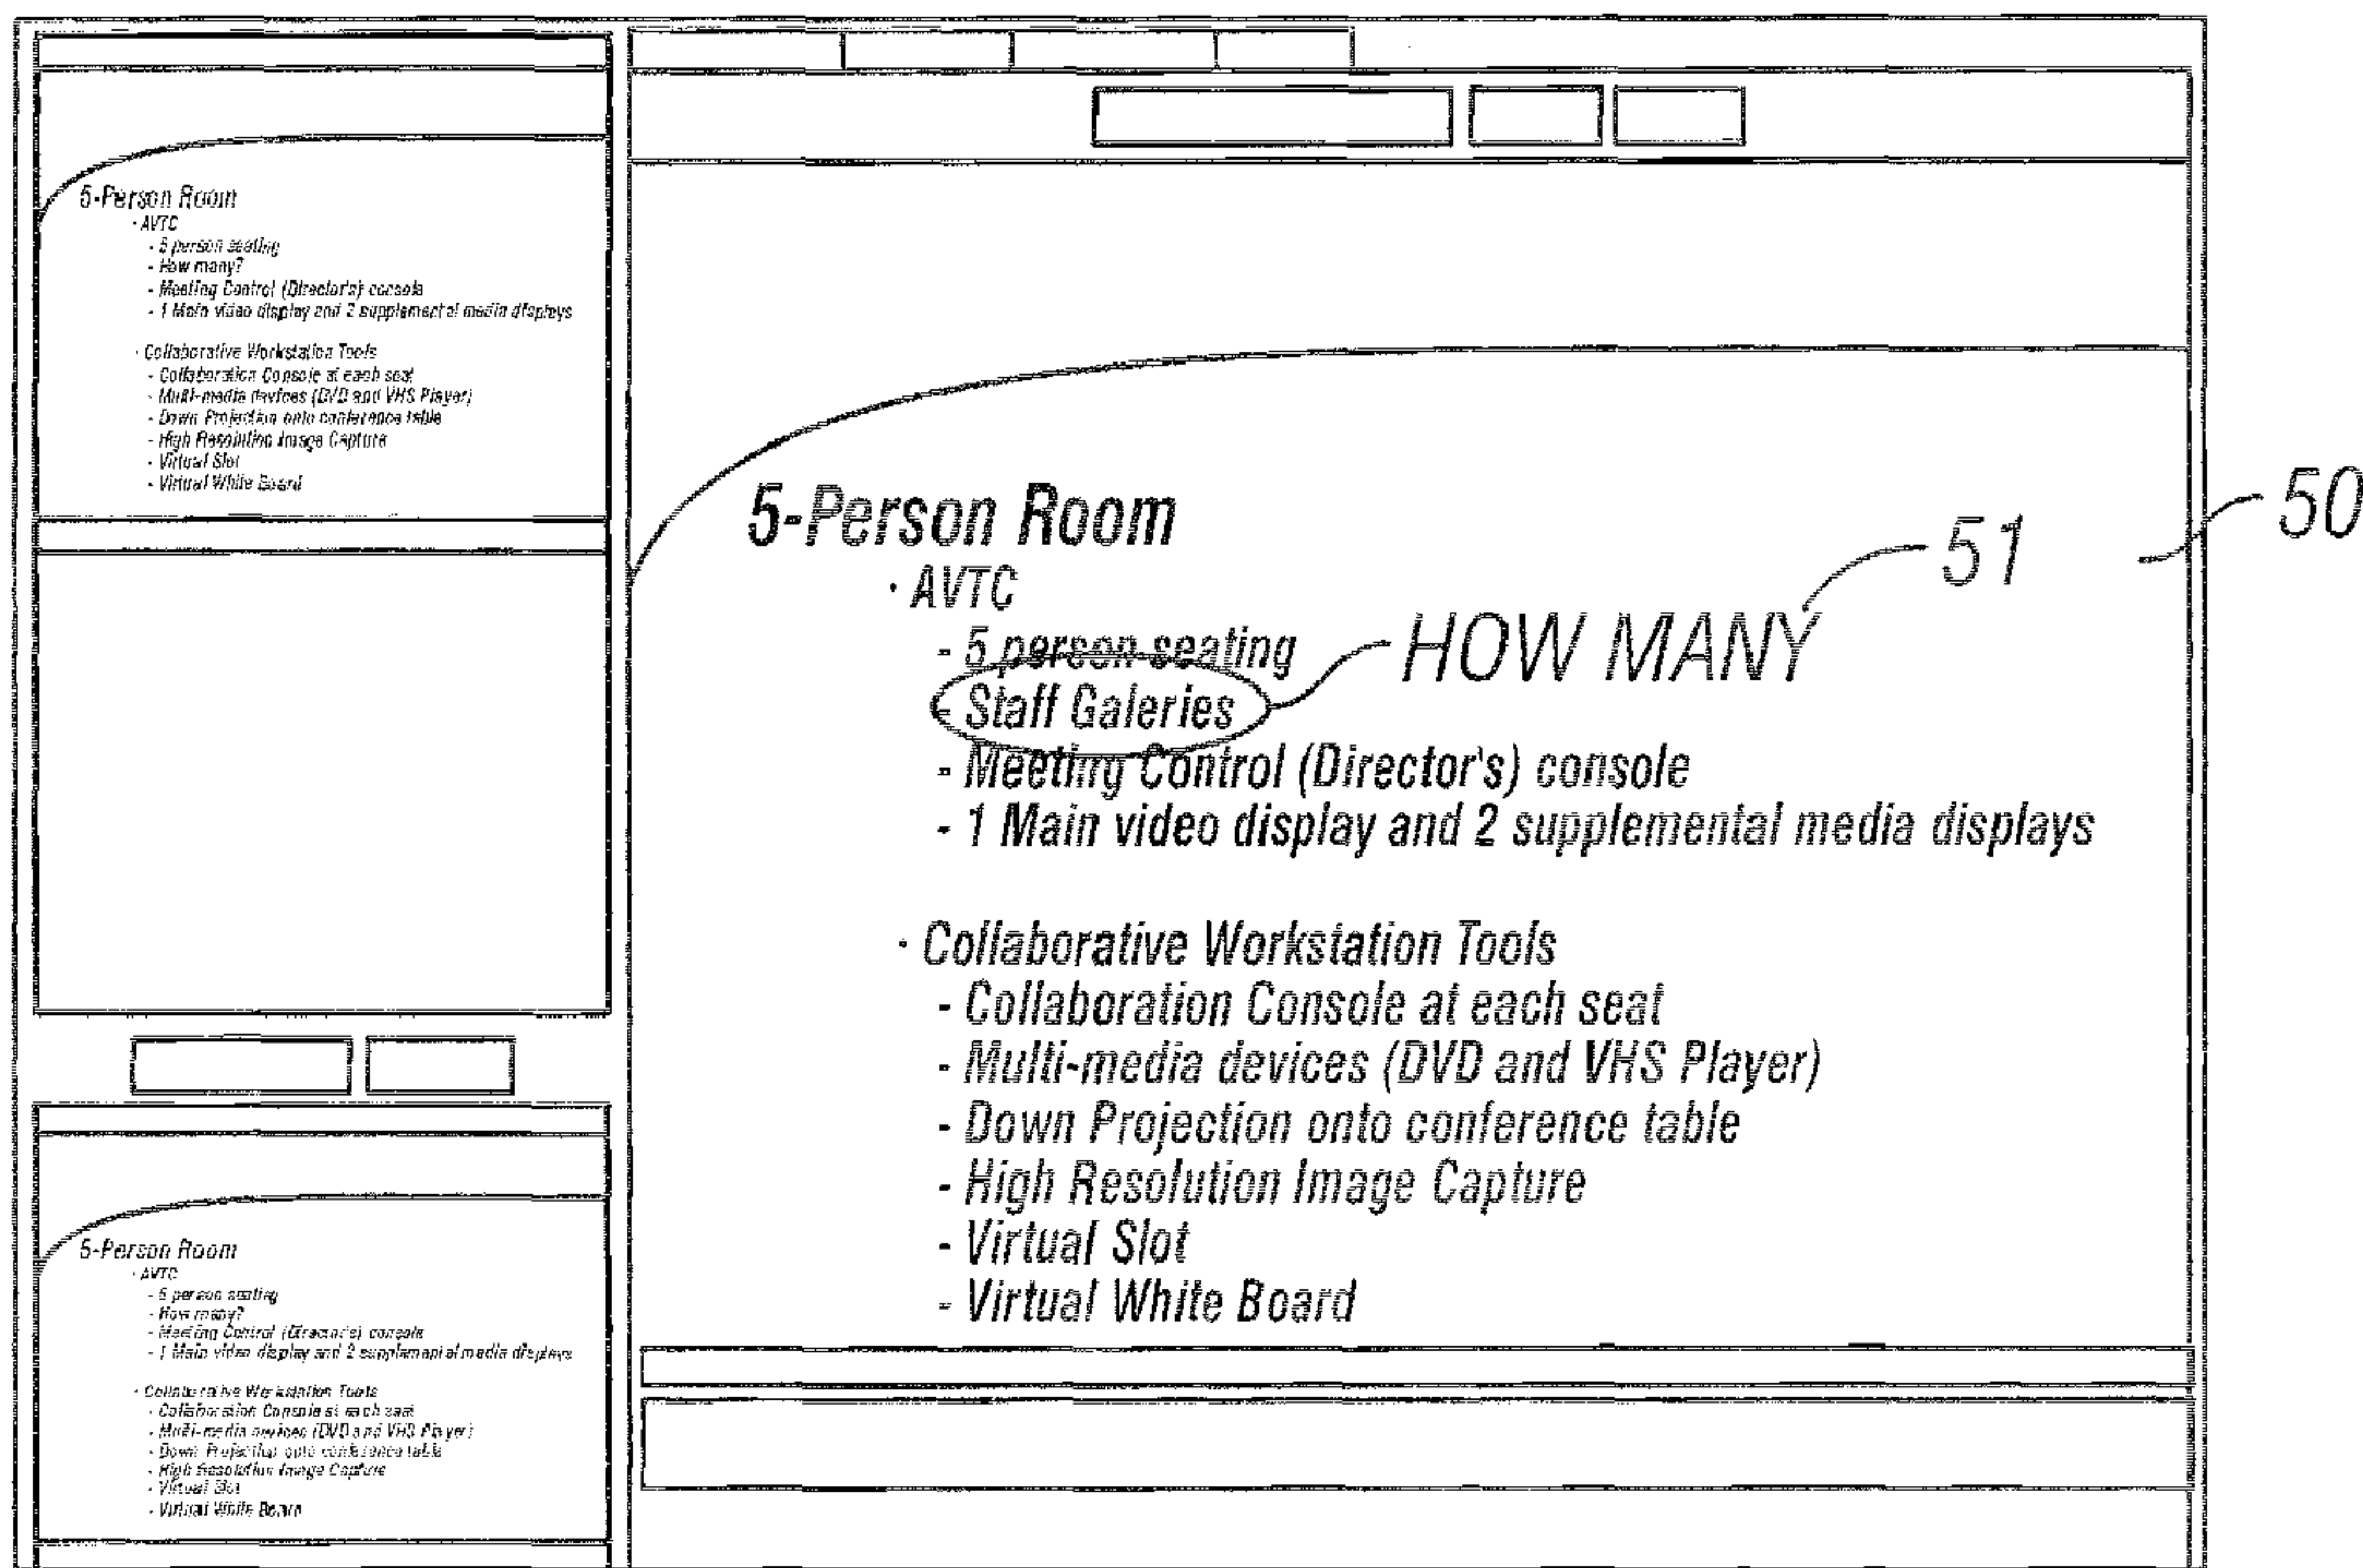 5-Person Room
· AVTC
- 5 person seating
- How many?
- Meeting Control (Director's) console
- 1 Main video display and 2 supplemental media displays
· Collaborative Workstation Tools
- Collaboration Console at each seat
- Multi-media devices (DVD and VHS Player)
- Down Projection onto conference table
- High Resolution Image Capture
- Virtual Slot
- Virtual White Board
5-Person Room
· AVTC
- 5 person seating
- How many?
- Meeting Control (Director's) console
- 1 Main video display and 2 supplemental media displays
· Collaborative Workstation Tools
- Collaboration Console at each seat
- Multi-media devices (DVD and VHS Player)
- Down Projection onto conference table
- High Resolution Image Capture
- Virtual Slot
- Virtual White Board
5-Person Room
· AVTC
- 5 person seating
- Staff Galeries
- Meeting Control (Director's) console
- 1 Main video display and 2 supplemental media displays
· Collaborative Workstation Tools
- Collaboration Console at each seat
- Multi-media devices (DVD and VHS Player)
- Down Projection onto conference table
- High Resolution Image Capture
- Virtual Slot
- Virtual White Board
HOW MANY
51
50